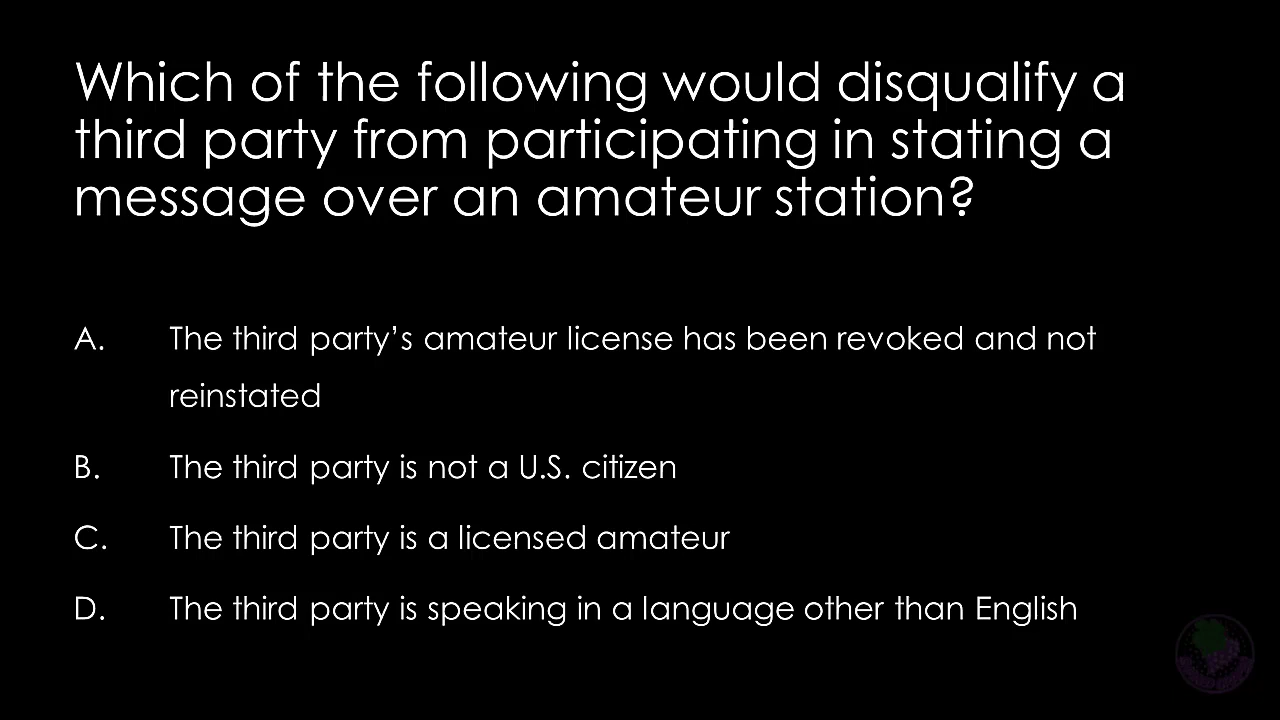 Which of the following would disqualify a
third party from participating in stating a
message over an amateur station?
A. The third party’s amateur license has been revoked and not
reinstated
B. The third party is not a U.S. citizen
C. The third party is a licensed amateur
D. The third party is speaking in a language other than English